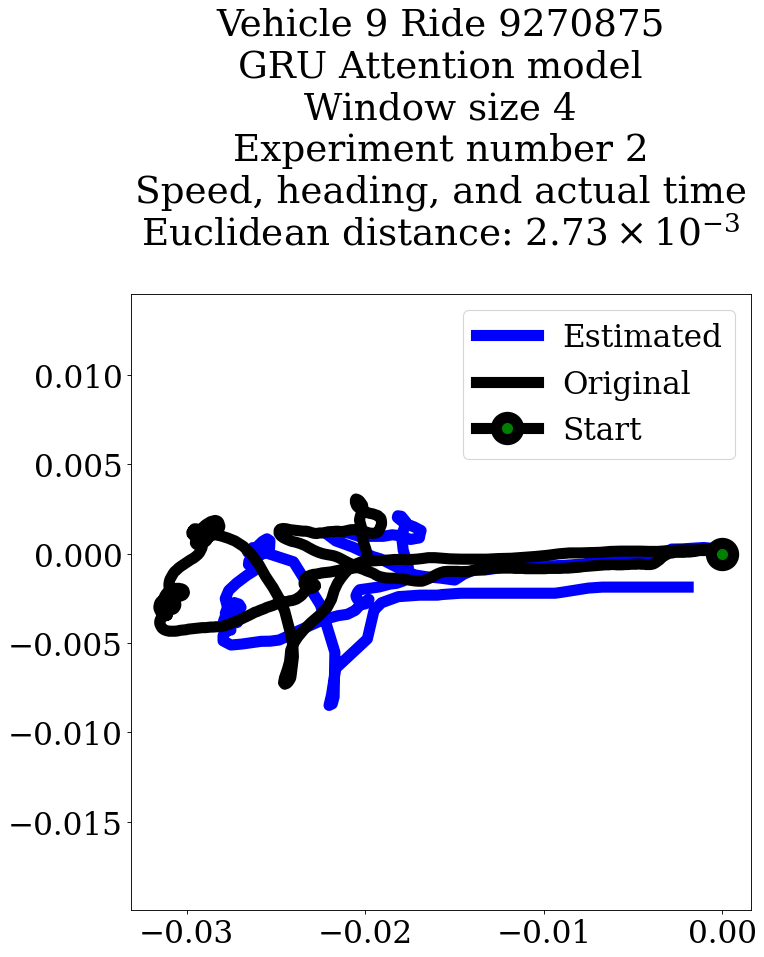 Vehicle 9 Ride 9270875
GRU Attention model
Window size 4
Experiment number 2
Speed, heading, and actual time
Euclidean distance: 2.73 × 10⁻³
Estimated
Original
Start
0.010
0.005
0.000
−0.005
−0.010
−0.015
−0.03
−0.02
−0.01
0.00